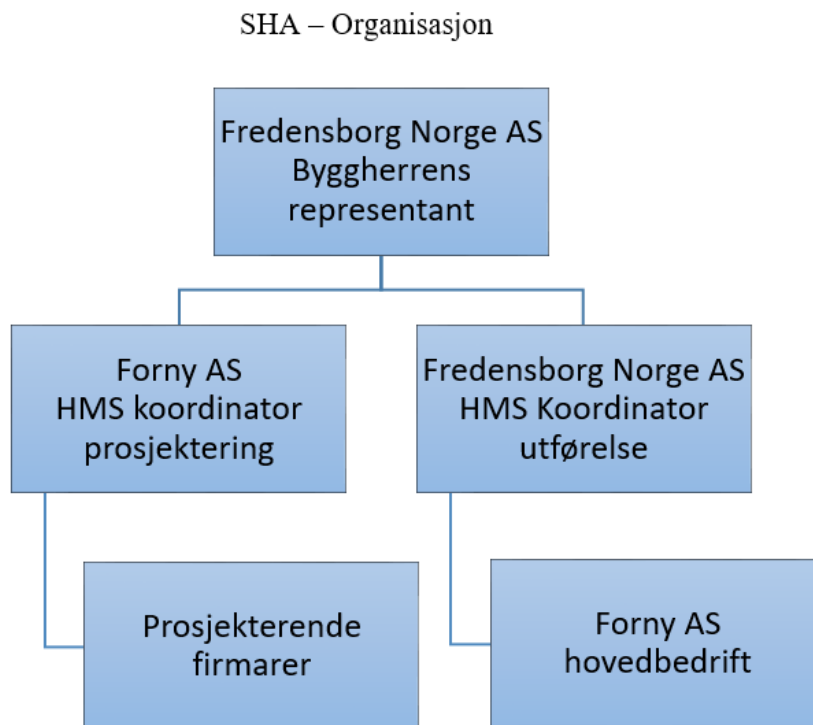 SHA – Organisasjon
Fredensborg Norge AS
Byggherrens
representant
Forny AS
HMS koordinator
prosjektering
Fredensborg Norge AS
HMS Koordinator
utførelse
Prosjekterende
firmarer
Forny AS
hovedbedrift